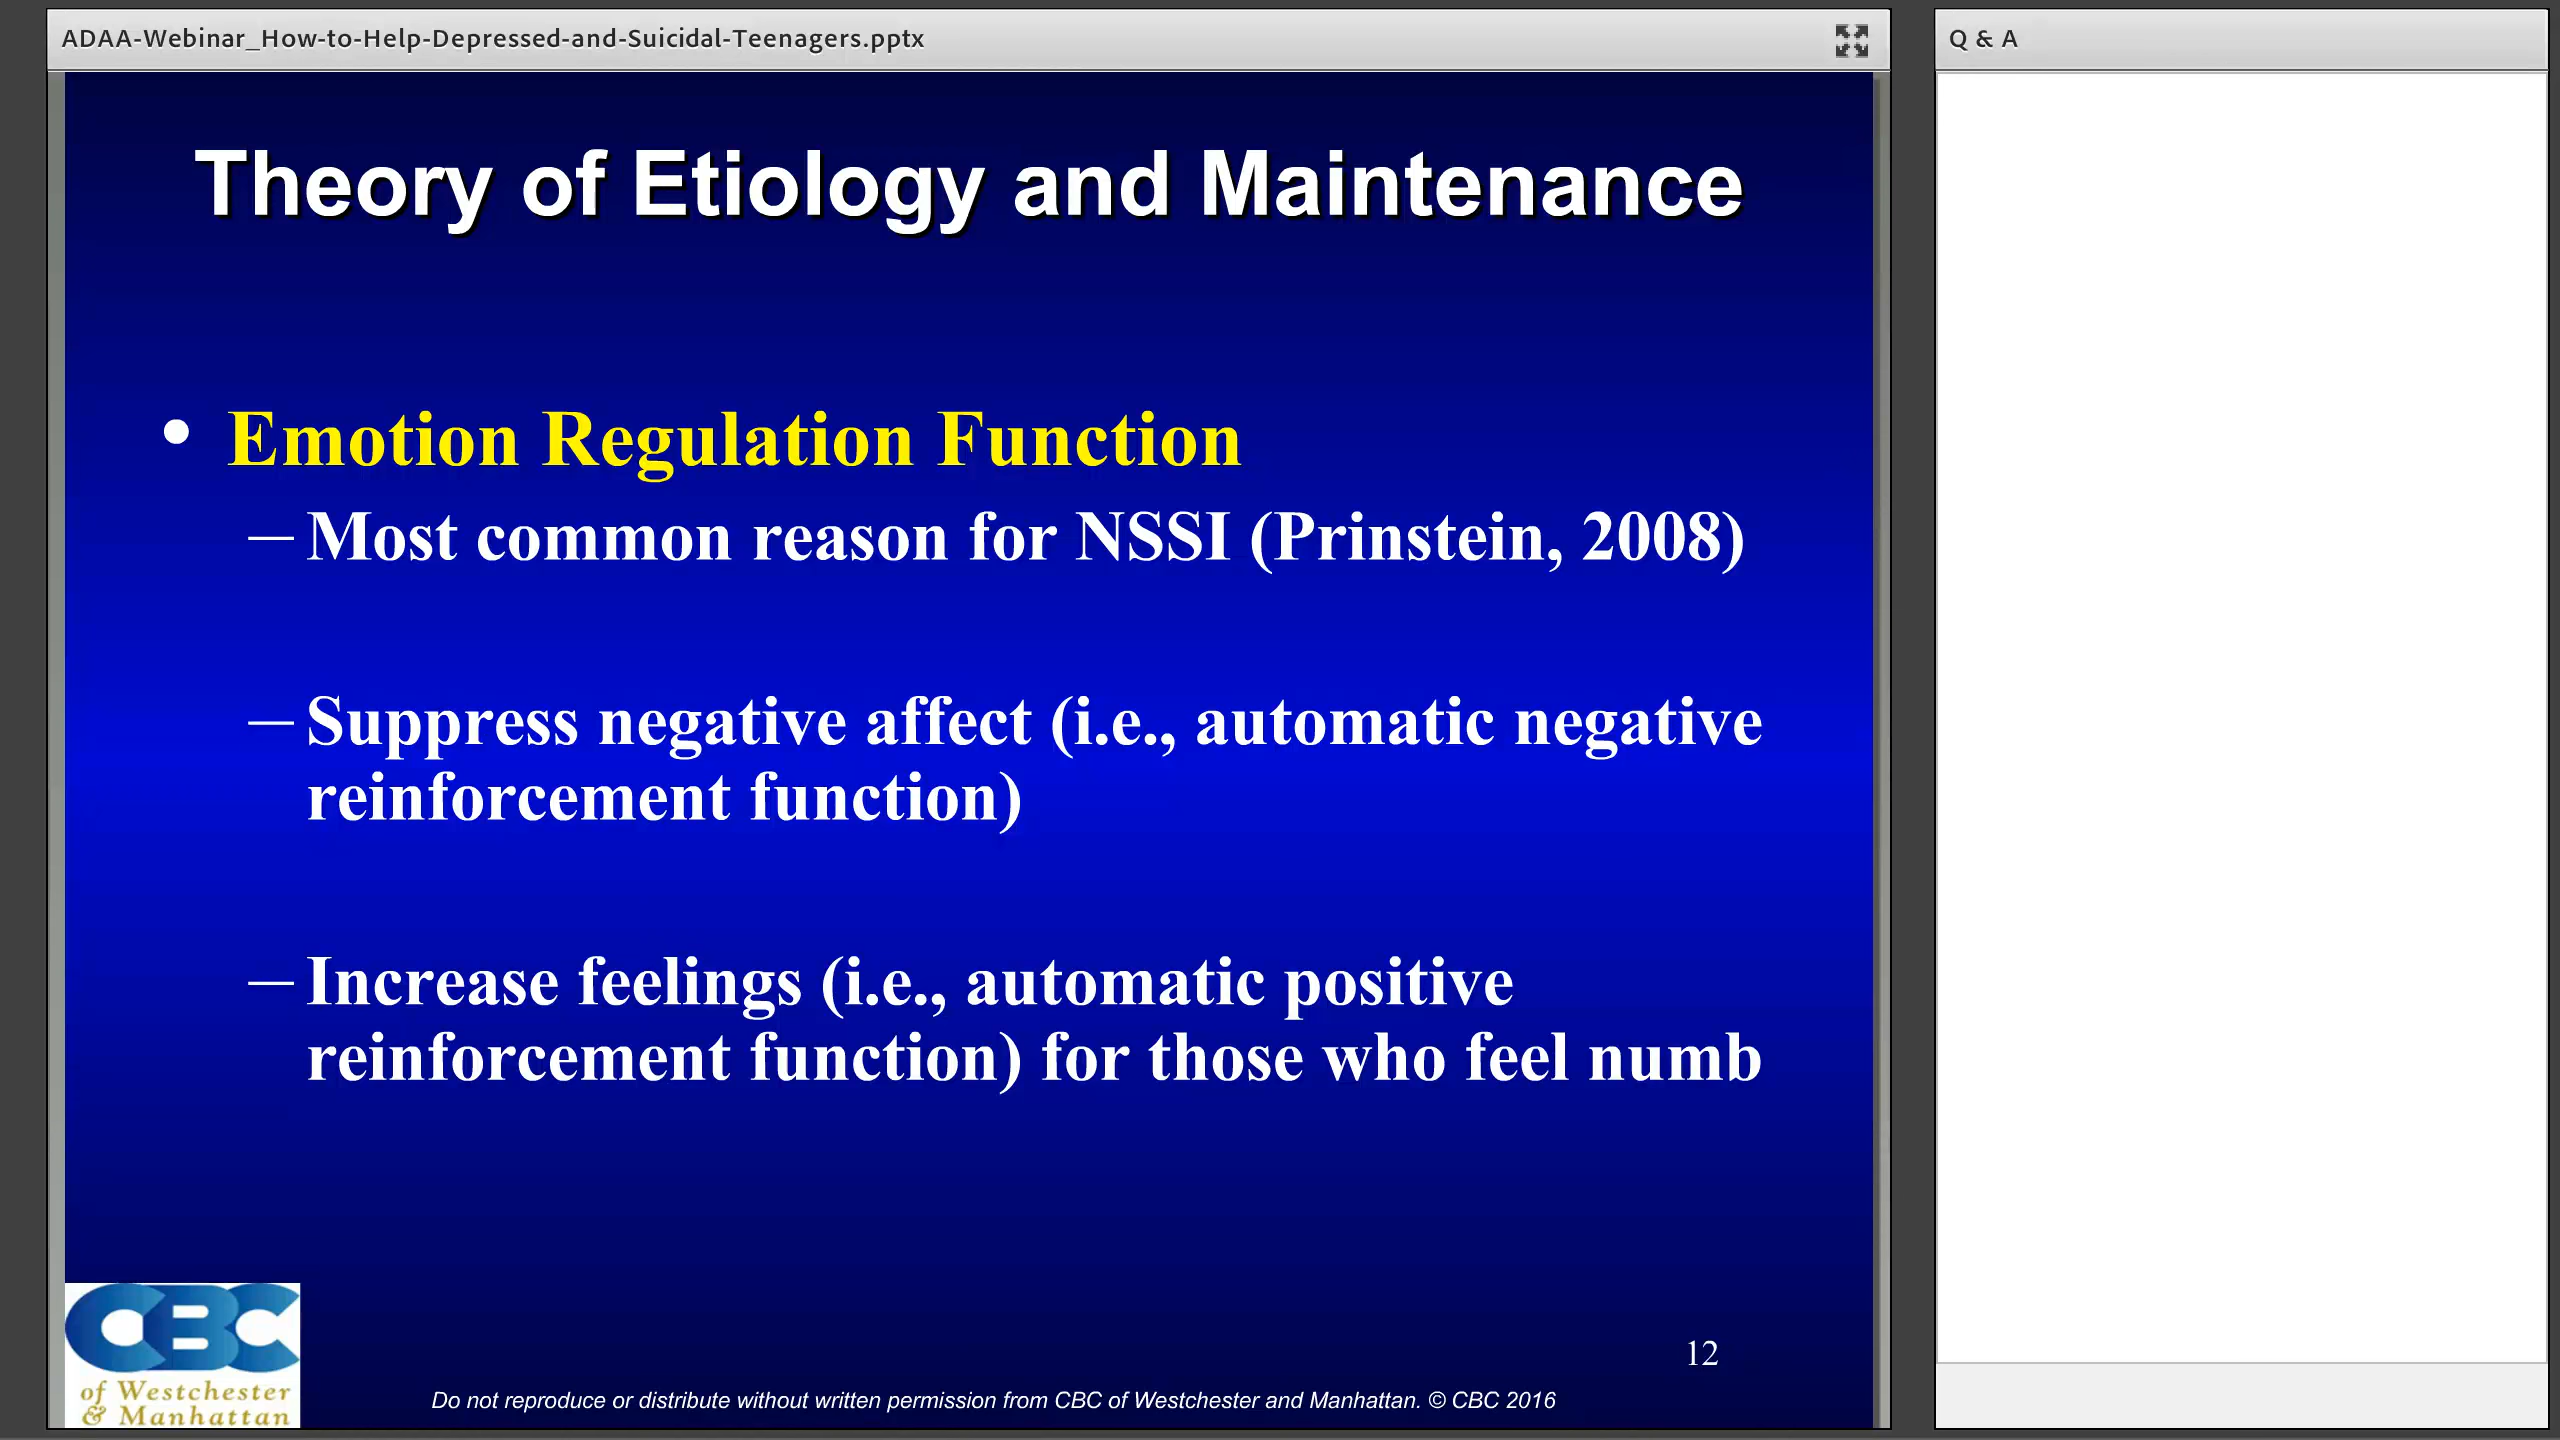 ADAA-Webinar_How-to-Help-Depressed-and-Suicidal-Teenagers.pptx
Q & A
Theory of Etiology and Maintenance
• Emotion Regulation Function
– Most common reason for NSSI (Prinstein, 2008)
– Suppress negative affect (i.e., automatic negative
reinforcement function)
– Increase feelings (i.e., automatic positive
reinforcement function) for those who feel numb
CBC
of Westchester
& Manhattan
12
Do not reproduce or distribute without written permission from CBC of Westchester and Manhattan. © CBC 2016